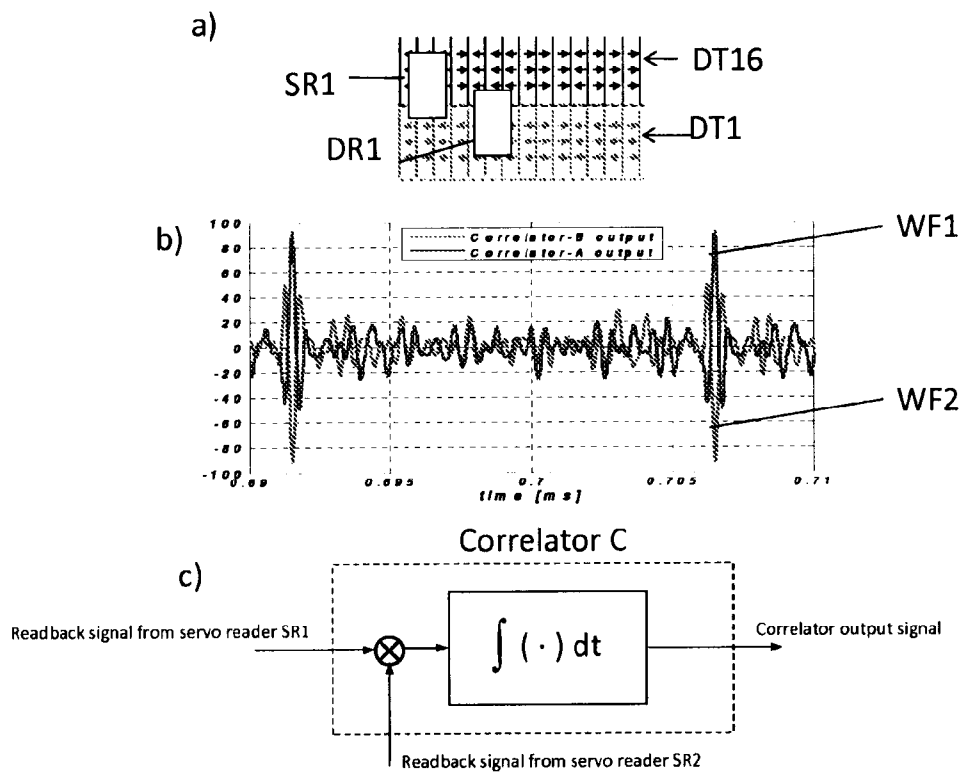 a)
SR1
DT16
DR1
DT1
b)
100
80
60
40
20
0
-20
-40
-60
-80
-100
Correlator-B output
Correlator-A output
WF1
WF2
0.69
0.695
0.7
0.705
0.71
time [ms]
Correlator C
c)
Readback signal from servo reader SR1
∫ (·) dt
Correlator output signal
Readback signal from servo reader SR2